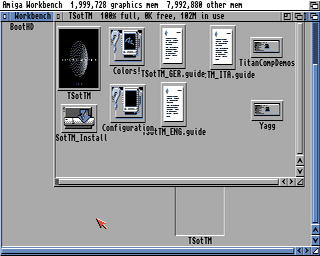 Amiga Workbench 1,999,728 graphics mem 7,992,880 other mem
Workbench
TSotTM 100% full, 0K free, 102M in use
BootHD
TSotTM
Colors!
TSotTM_GER.guide
TM_ITA.guide
TitanCompDemos
SotTM_Install
Configuration
TSotTM_ENG.guide
Yagg
TSotTM